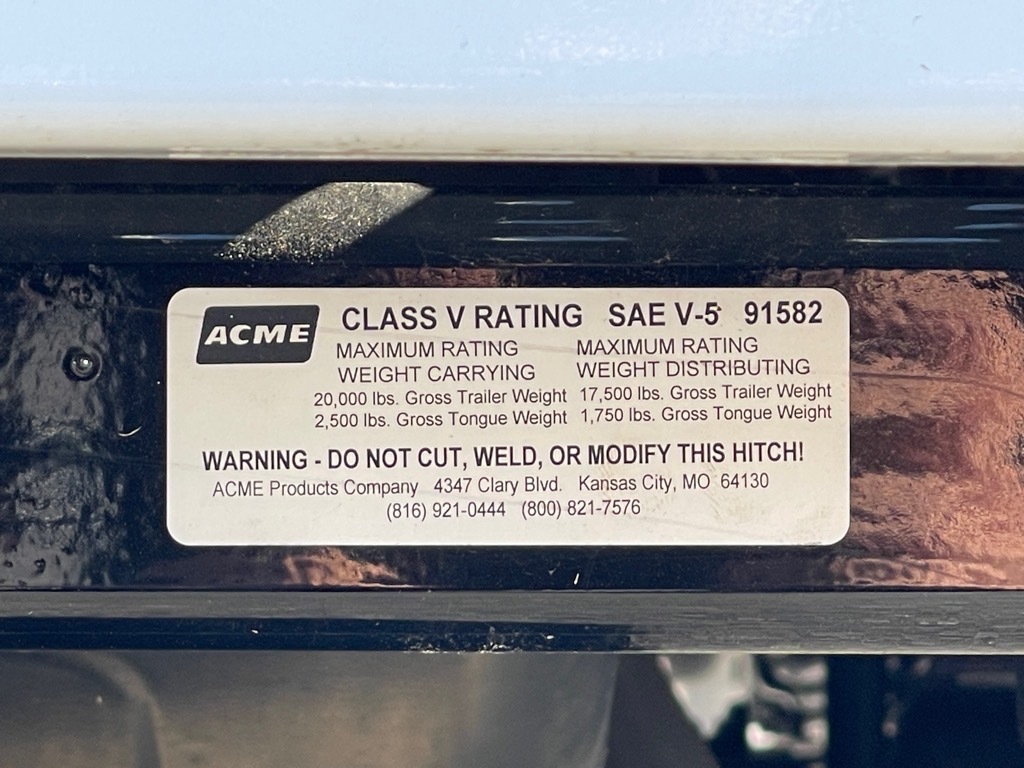 ACME CLASS V RATING SAE V-5 91582
MAXIMUM RATING MAXIMUM RATING
WEIGHT CARRYING WEIGHT DISTRIBUTING
20,000 lbs. Gross Trailer Weight 17,500 lbs. Gross Trailer Weight
2,500 lbs. Gross Tongue Weight 1,750 lbs. Gross Tongue Weight
WARNING - DO NOT CUT, WELD, OR MODIFY THIS HITCH!
ACME Products Company 4347 Clary Blvd. Kansas City, MO 64130
(816) 921-0444 (800) 821-7576